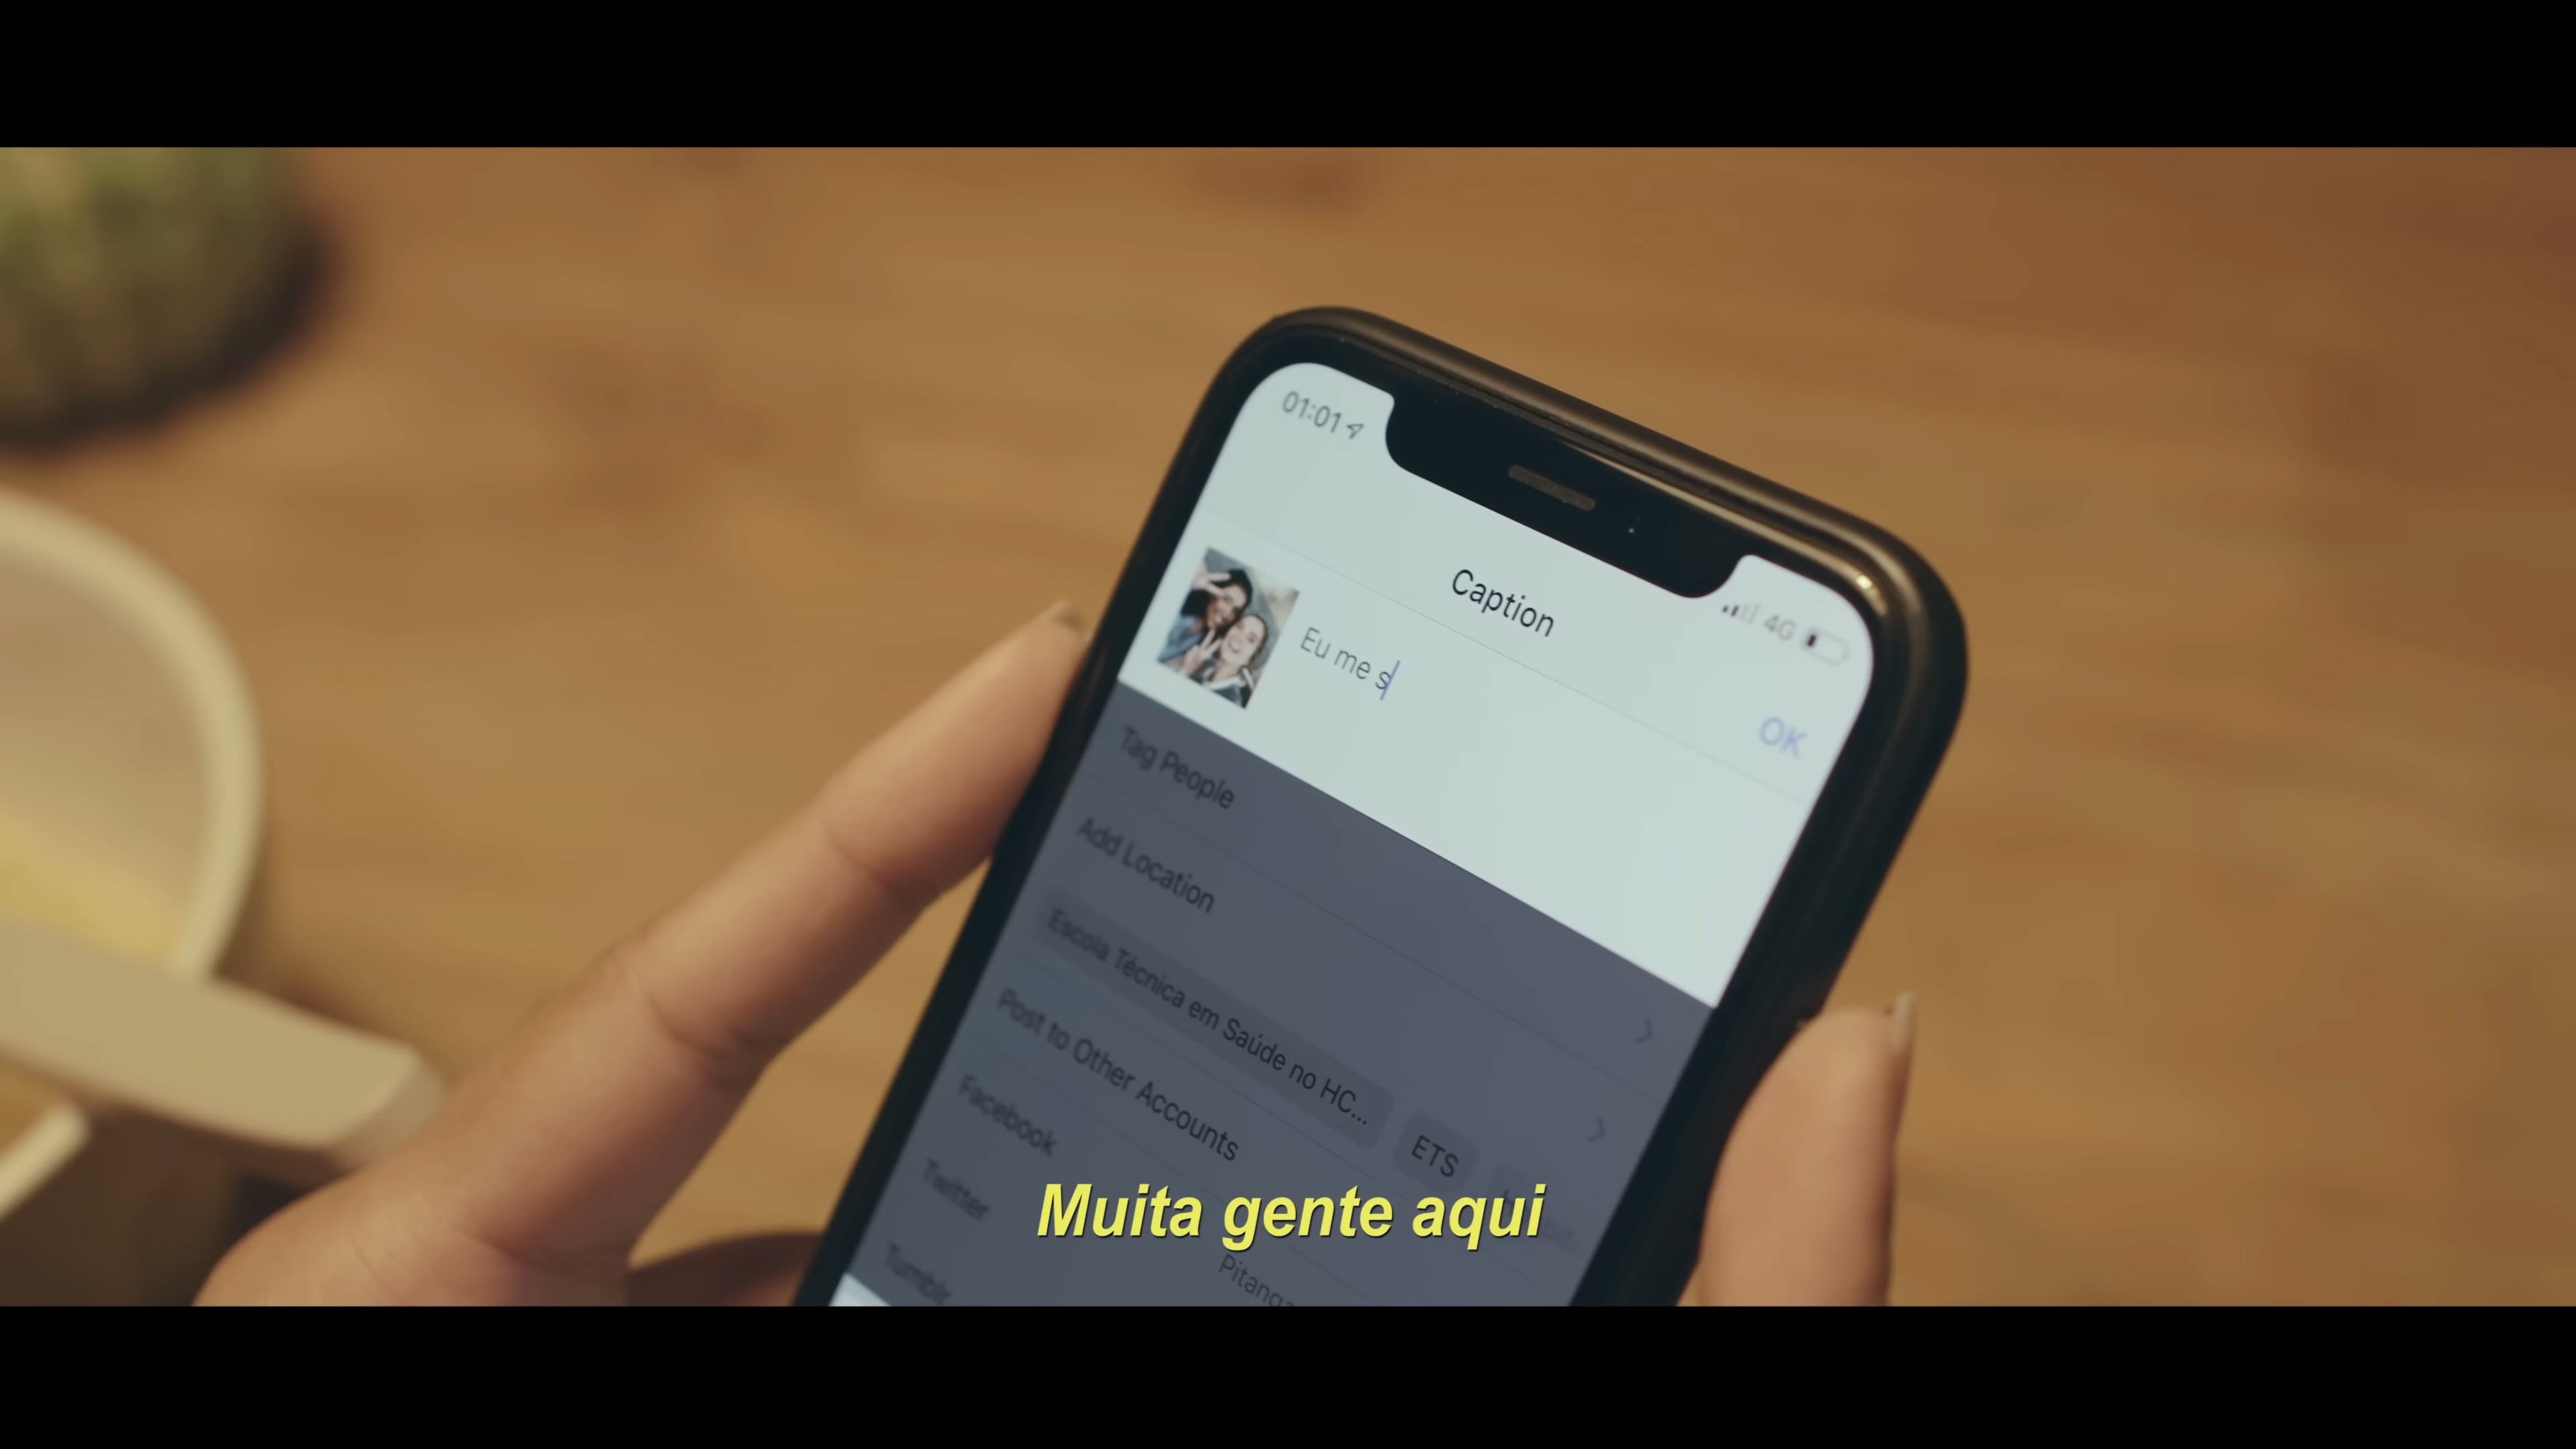 01:01
4G
Caption
Eu me s
OK
Tag People
Add Location
Escola Técnica em Saúde no HC...
ETS
Post to Other Accounts
Facebook
Twitter
Tumblr
Muita gente aqui